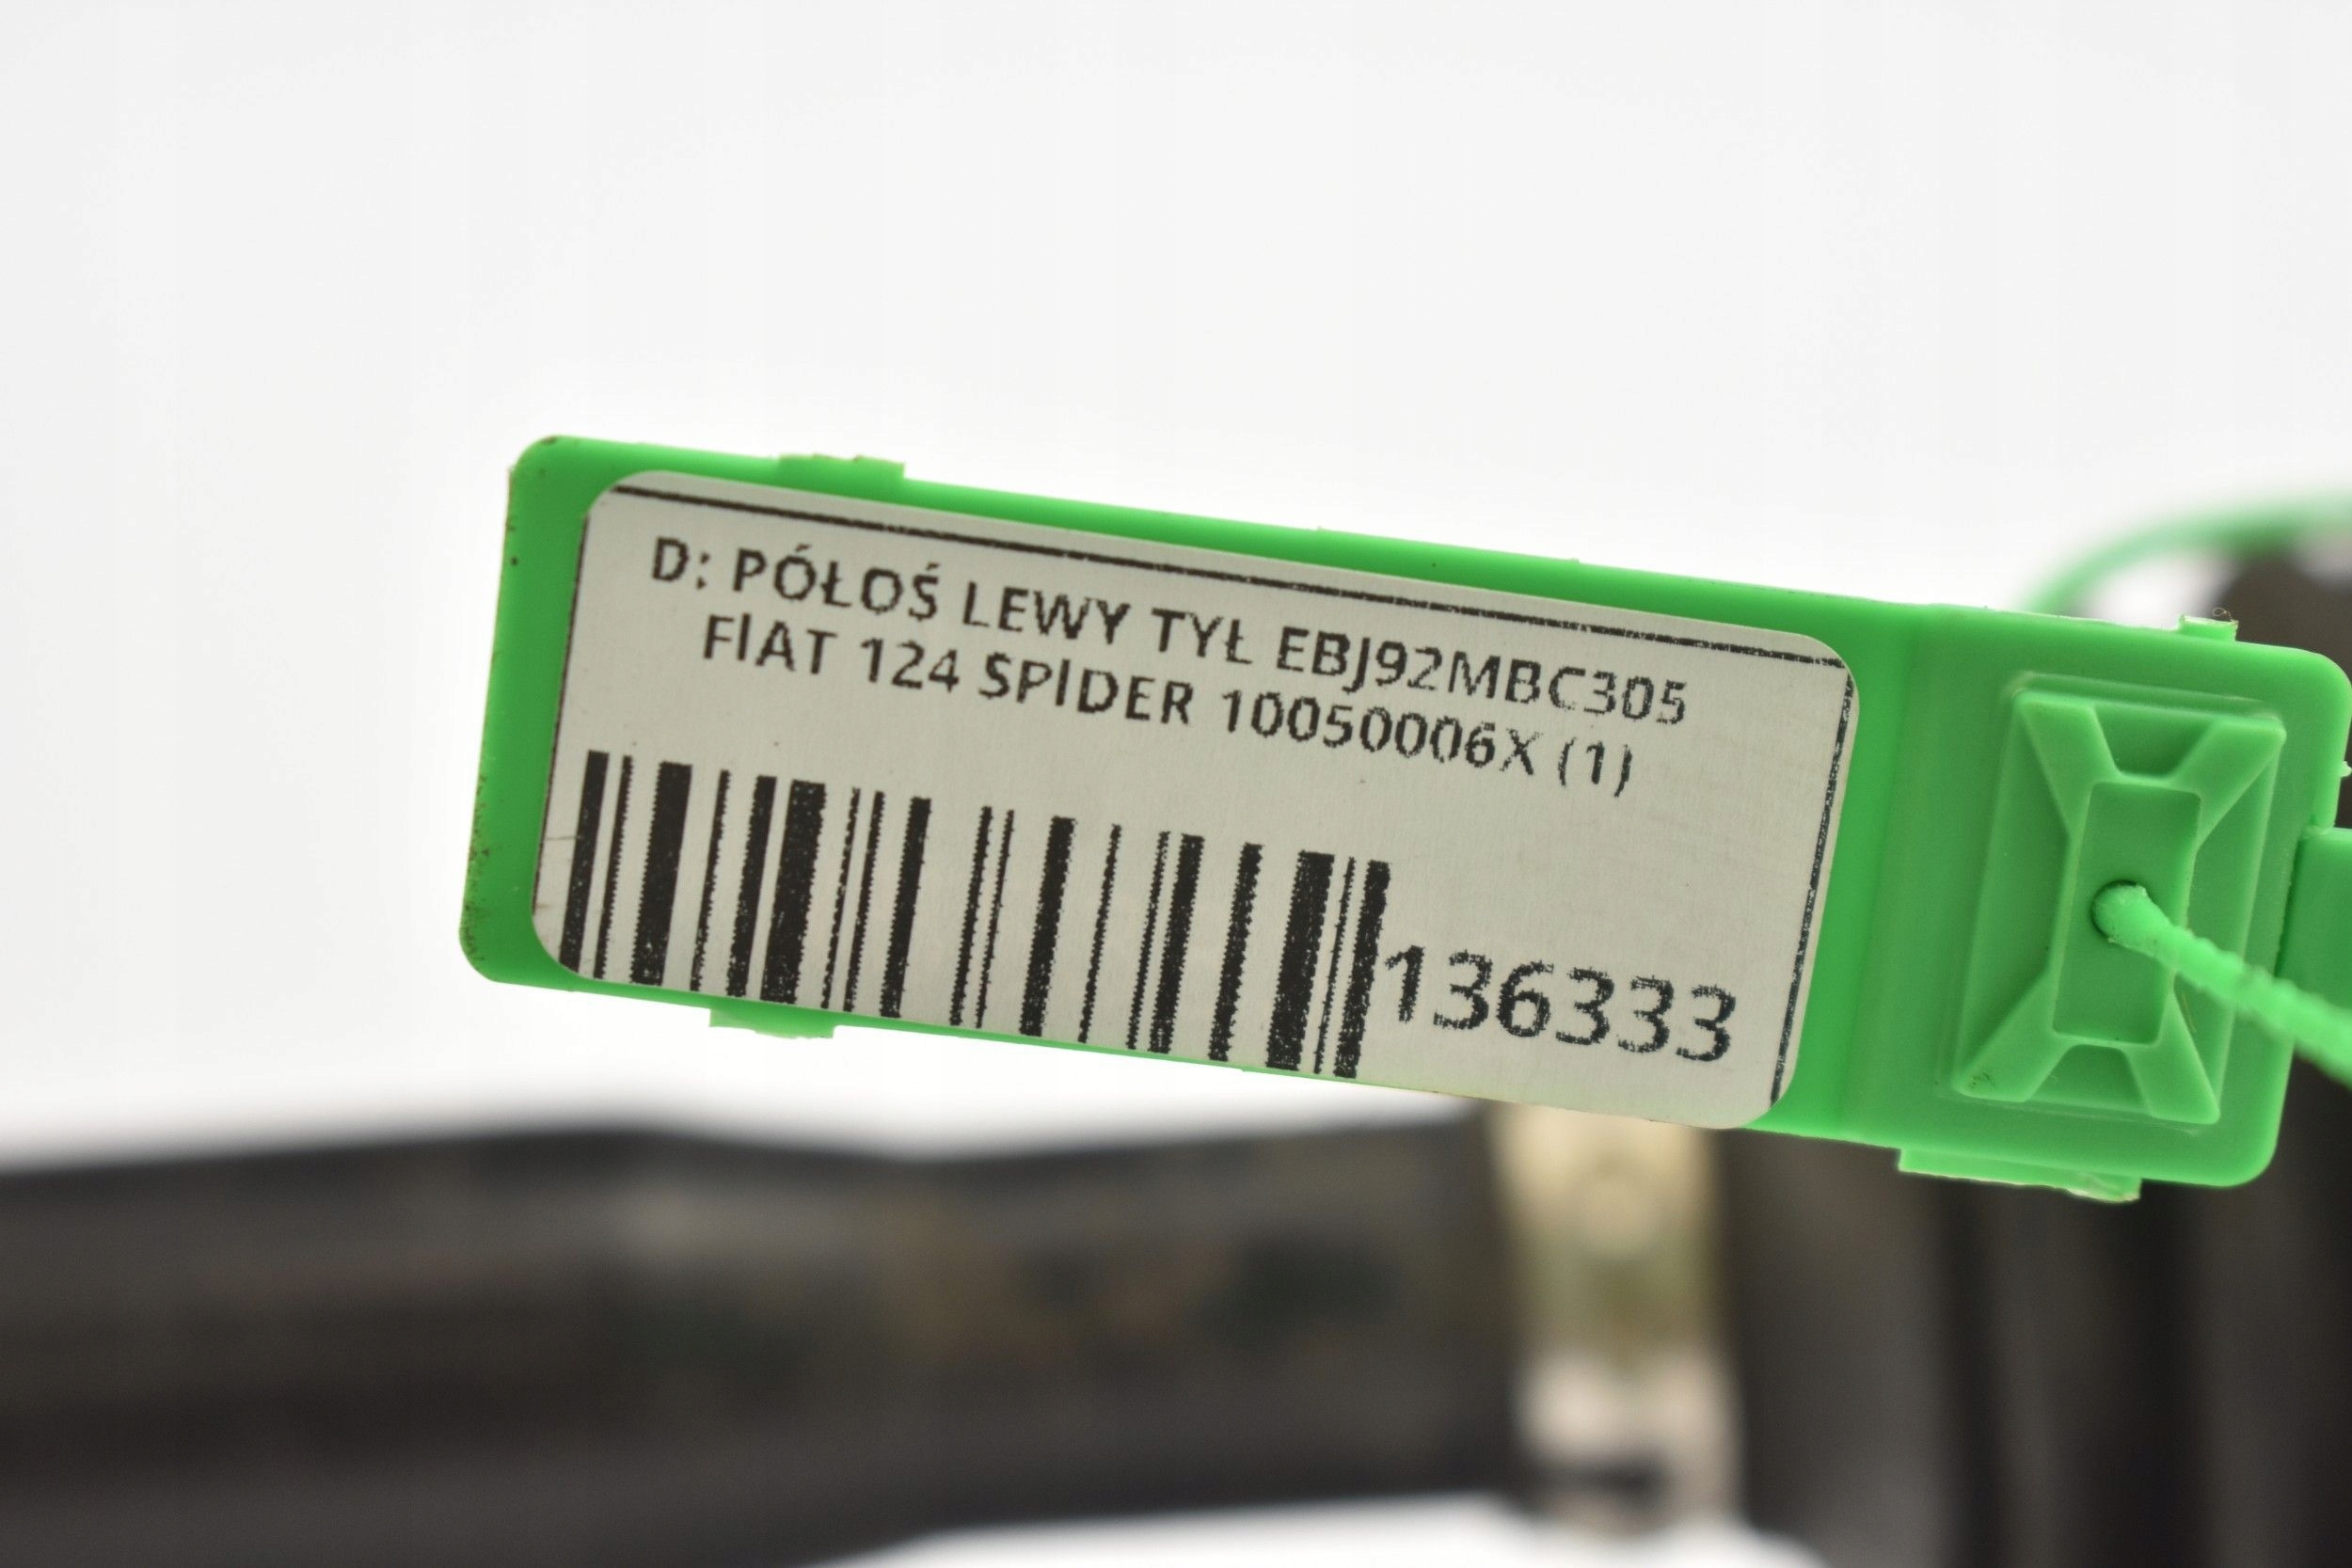 D: PÓŁOŚ LEWY TYŁ EBJ92MBC305
FIAT 124 SPIDER 10050006X (1)
136333